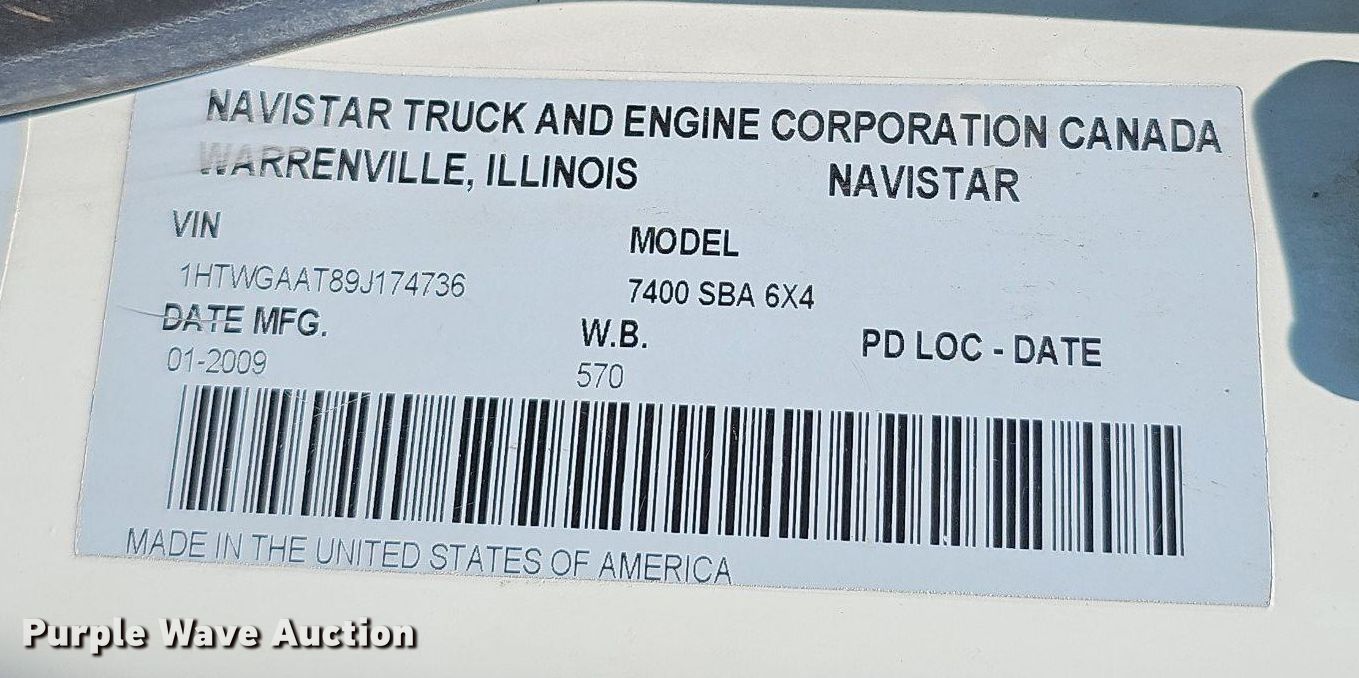 NAVISTAR TRUCK AND ENGINE CORPORATION CANADA
WARRENVILLE, ILLINOIS NAVISTAR
VIN MODEL
1HTWGAAT89J174736 7400 SBA 6X4
DATE MFG. W.B. PD LOC - DATE
01-2009 570
MADE IN THE UNITED STATES OF AMERICA
Purple Wave Auction